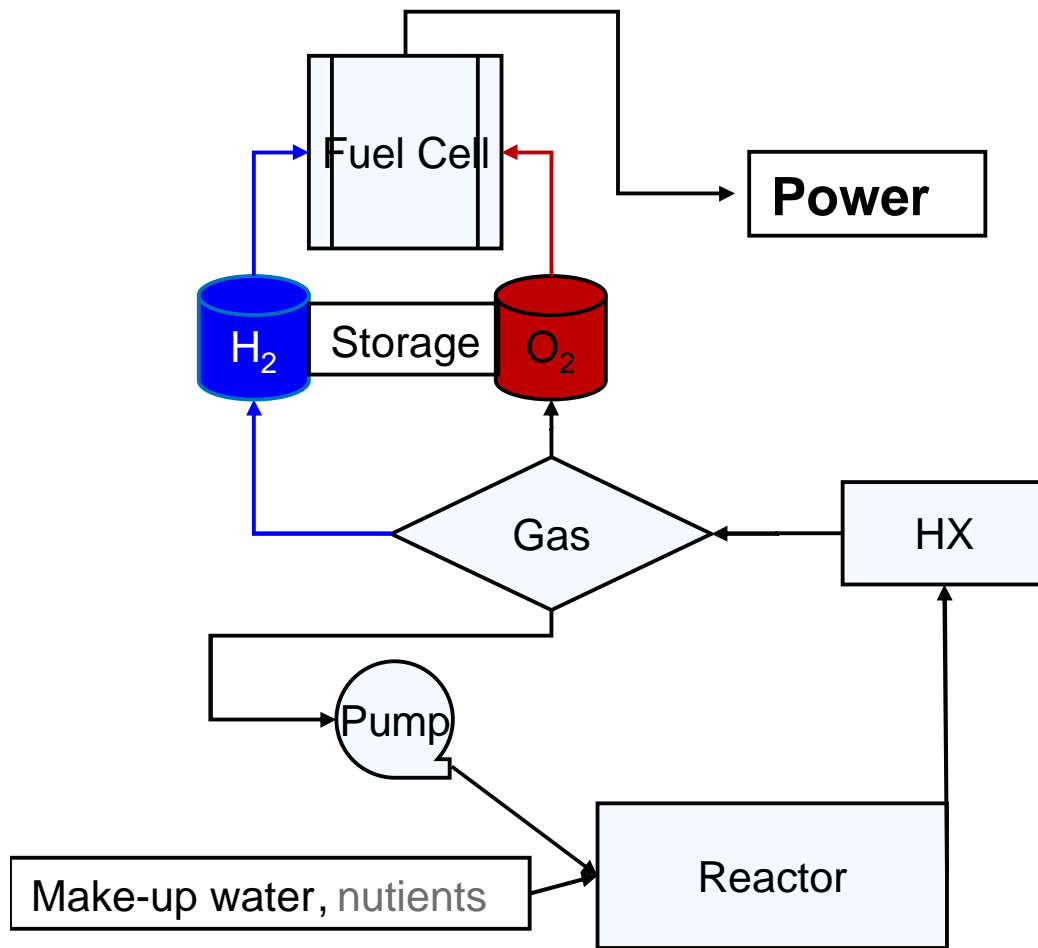 Fuel Cell
Power
H₂
Storage
O₂
Gas
HX
Pump
Reactor
Make-up water, nutients